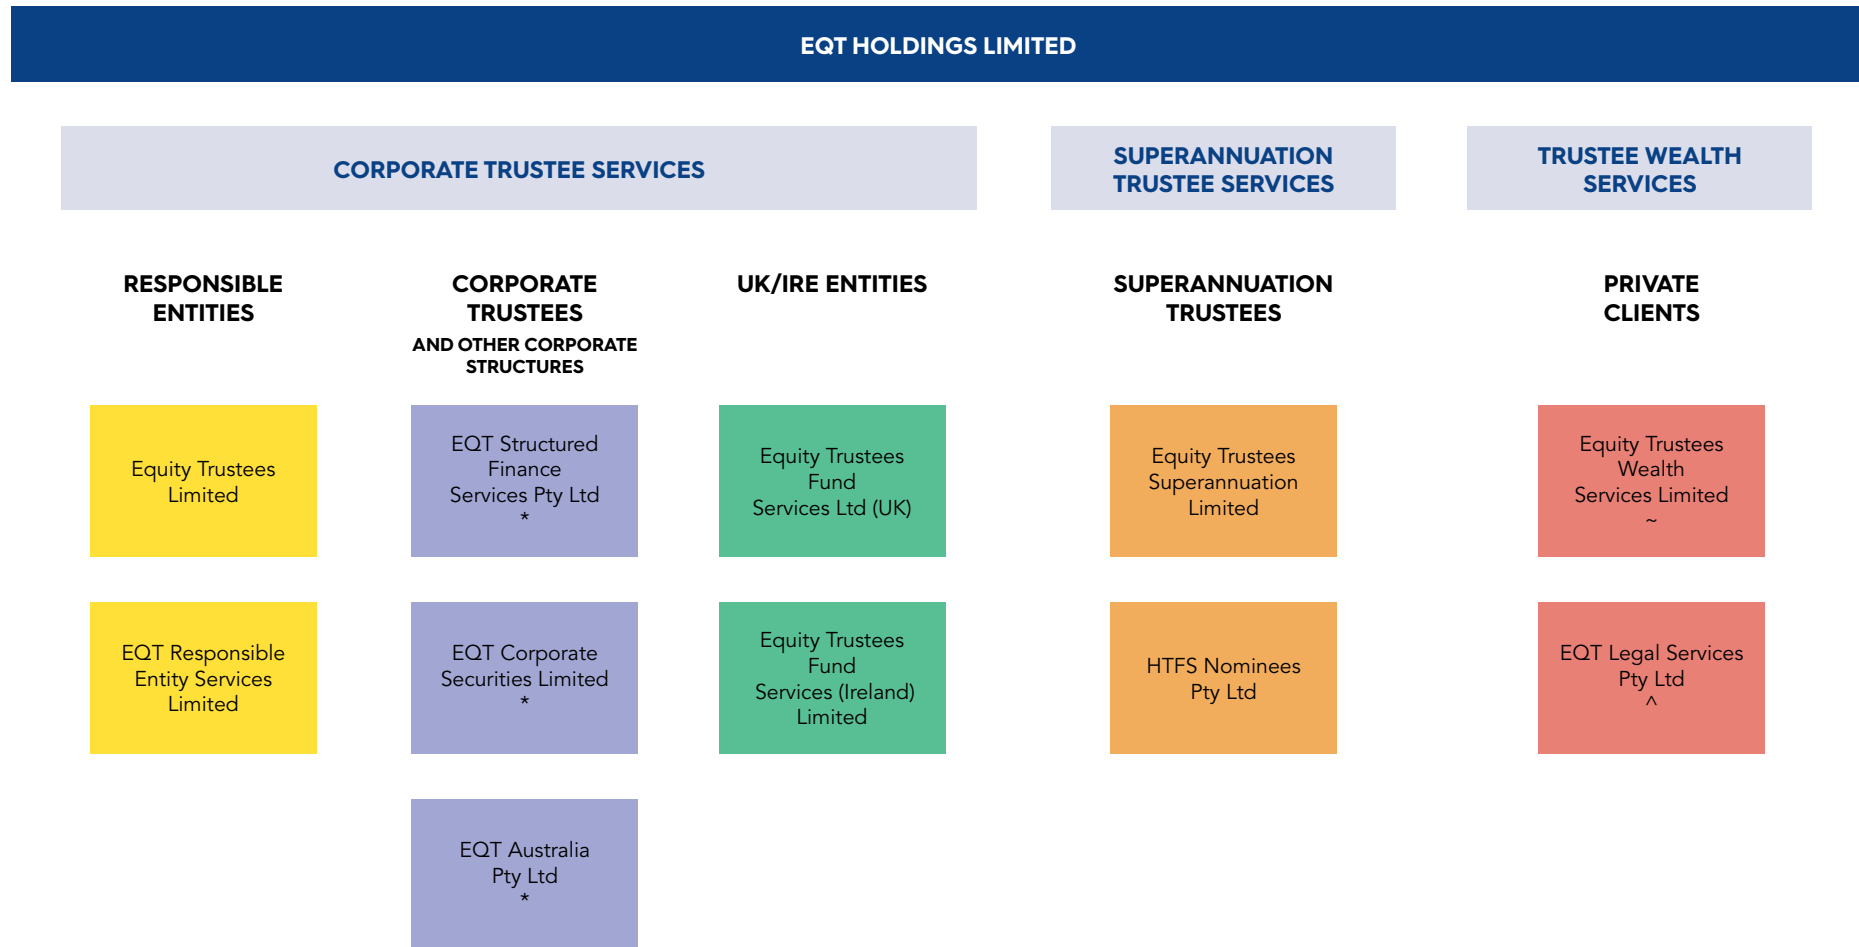 EQT HOLDINGS LIMITED
CORPORATE TRUSTEE SERVICES
SUPERANNUATION
TRUSTEE SERVICES
TRUSTEE WEALTH
SERVICES
RESPONSIBLE
ENTITIES
CORPORATE
TRUSTEES
AND OTHER CORPORATE
STRUCTURES
UK/IRE ENTITIES
SUPERANNUATION
TRUSTEES
PRIVATE
CLIENTS
Equity Trustees
Limited
EQT Structured
Finance
Services Pty Ltd
*
Equity Trustees
Fund
Services Ltd (UK)
Equity Trustees
Superannuation
Limited
Equity Trustees
Wealth
Services Limited
~
EQT Responsible
Entity Services
Limited
EQT Corporate
Securities Limited
*
Equity Trustees
Fund
Services (Ireland)
Limited
HTFS Nominees
Pty Ltd
EQT Legal Services
Pty Ltd
^
EQT Australia
Pty Ltd
*